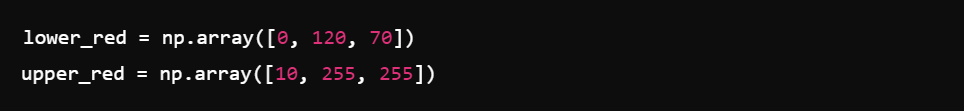 lower_red = np.array([0, 120, 70])
upper_red = np.array([10, 255, 255])